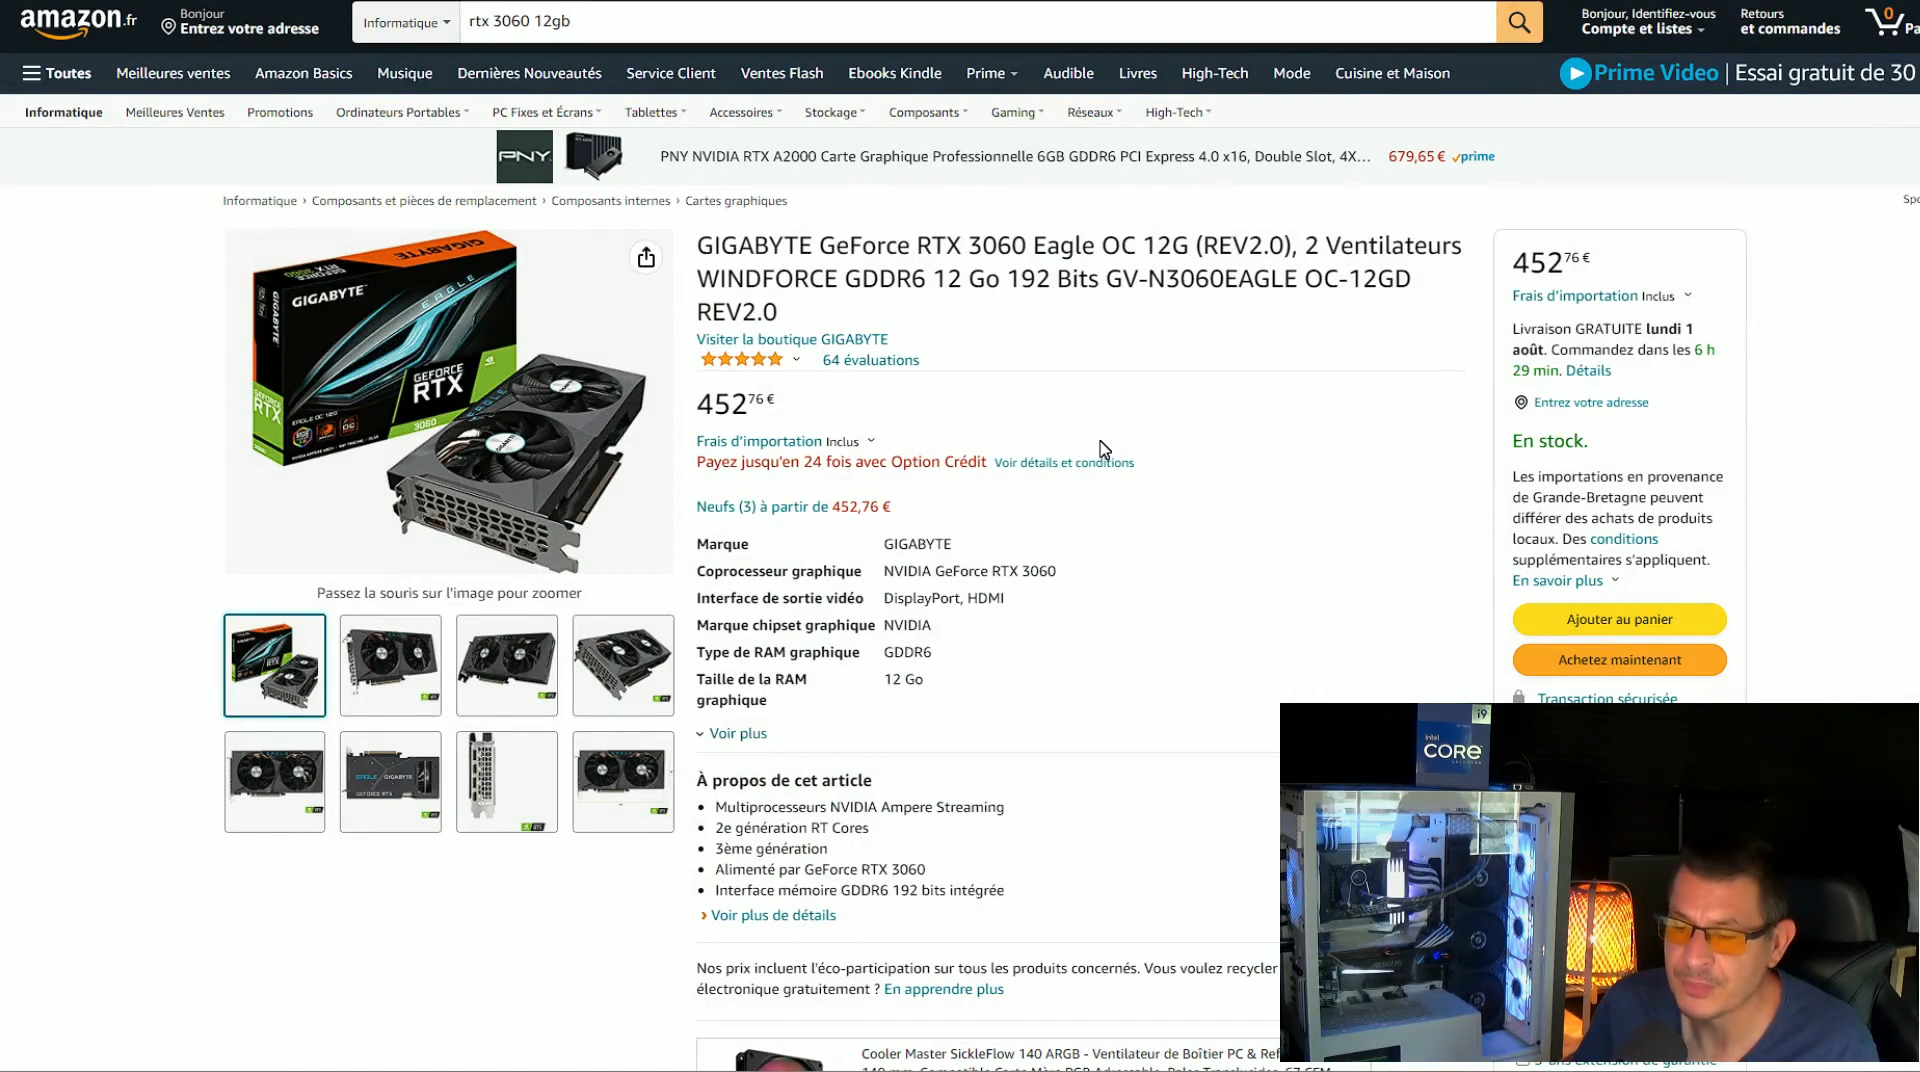 amazon.fr
Bonjour
Entrez votre adresse
Informatique
rtx 3060 12gb
Bonjour, Identifiez-vous
Compte et listes
Retours
et commandes
0
Pa
Toutes
Meilleures ventes
Amazon Basics
Musique
Dernières Nouveautés
Service Client
Ventes Flash
Ebooks Kindle
Prime
Audible
Livres
High-Tech
Mode
Cuisine et Maison
Prime Video | Essai gratuit de 30
Informatique
Meilleures Ventes
Promotions
Ordinateurs Portables
PC Fixes et Écrans
Tablettes
Accessoires
Stockage
Composants
Gaming
Réseaux
High-Tech
PNY
PNY NVIDIA RTX A2000 Carte Graphique Professionnelle 6GB GDDR6 PCI Express 4.0 x16, Double Slot, 4X...
679,65 €
prime
Informatique › Composants et pièces de remplacement › Composants internes › Cartes graphiques
Spo
GIGABYTE
EAGLE
GEFORCE
RTX
3060
GIGABYTE GeForce RTX 3060 Eagle OC 12G (REV2.0), 2 Ventilateurs
WINDFORCE GDDR6 12 Go 192 Bits GV-N3060EAGLE OC-12GD
REV2.0
Visiter la boutique GIGABYTE
64 évaluations
452 76 €
Frais d'importation Inclus
Payez jusqu'en 24 fois avec Option Crédit Voir détails et conditions
Neufs (3) à partir de 452,76 €
Marque GIGABYTE
Coprocesseur graphique NVIDIA GeForce RTX 3060
Interface de sortie vidéo DisplayPort, HDMI
Marque chipset graphique NVIDIA
Type de RAM graphique GDDR6
Taille de la RAM 12 Go
graphique
Voir plus
Passez la souris sur l'image pour zoomer
À propos de cet article
• Multiprocesseurs NVIDIA Ampere Streaming
• 2e génération RT Cores
• 3ème génération
• Alimenté par GeForce RTX 3060
• Interface mémoire GDDR6 192 bits intégrée
› Voir plus de détails
Nos prix incluent l'éco-participation sur tous les produits concernés. Vous voulez recycler
électronique gratuitement ? En apprendre plus
Cooler Master SickleFlow 140 ARGB - Ventilateur de Boîtier PC & Ref
452 76 €
Frais d'importation Inclus
Livraison GRATUITE lundi 1
août. Commandez dans les 6 h
29 min. Détails
Entrez votre adresse
En stock.
Les importations en provenance
de Grande-Bretagne peuvent
différer des achats de produits
locaux. Des conditions
supplémentaires s'appliquent.
En savoir plus
Ajouter au panier
Achetez maintenant
Transaction sécurisée
i9
intel
CORE